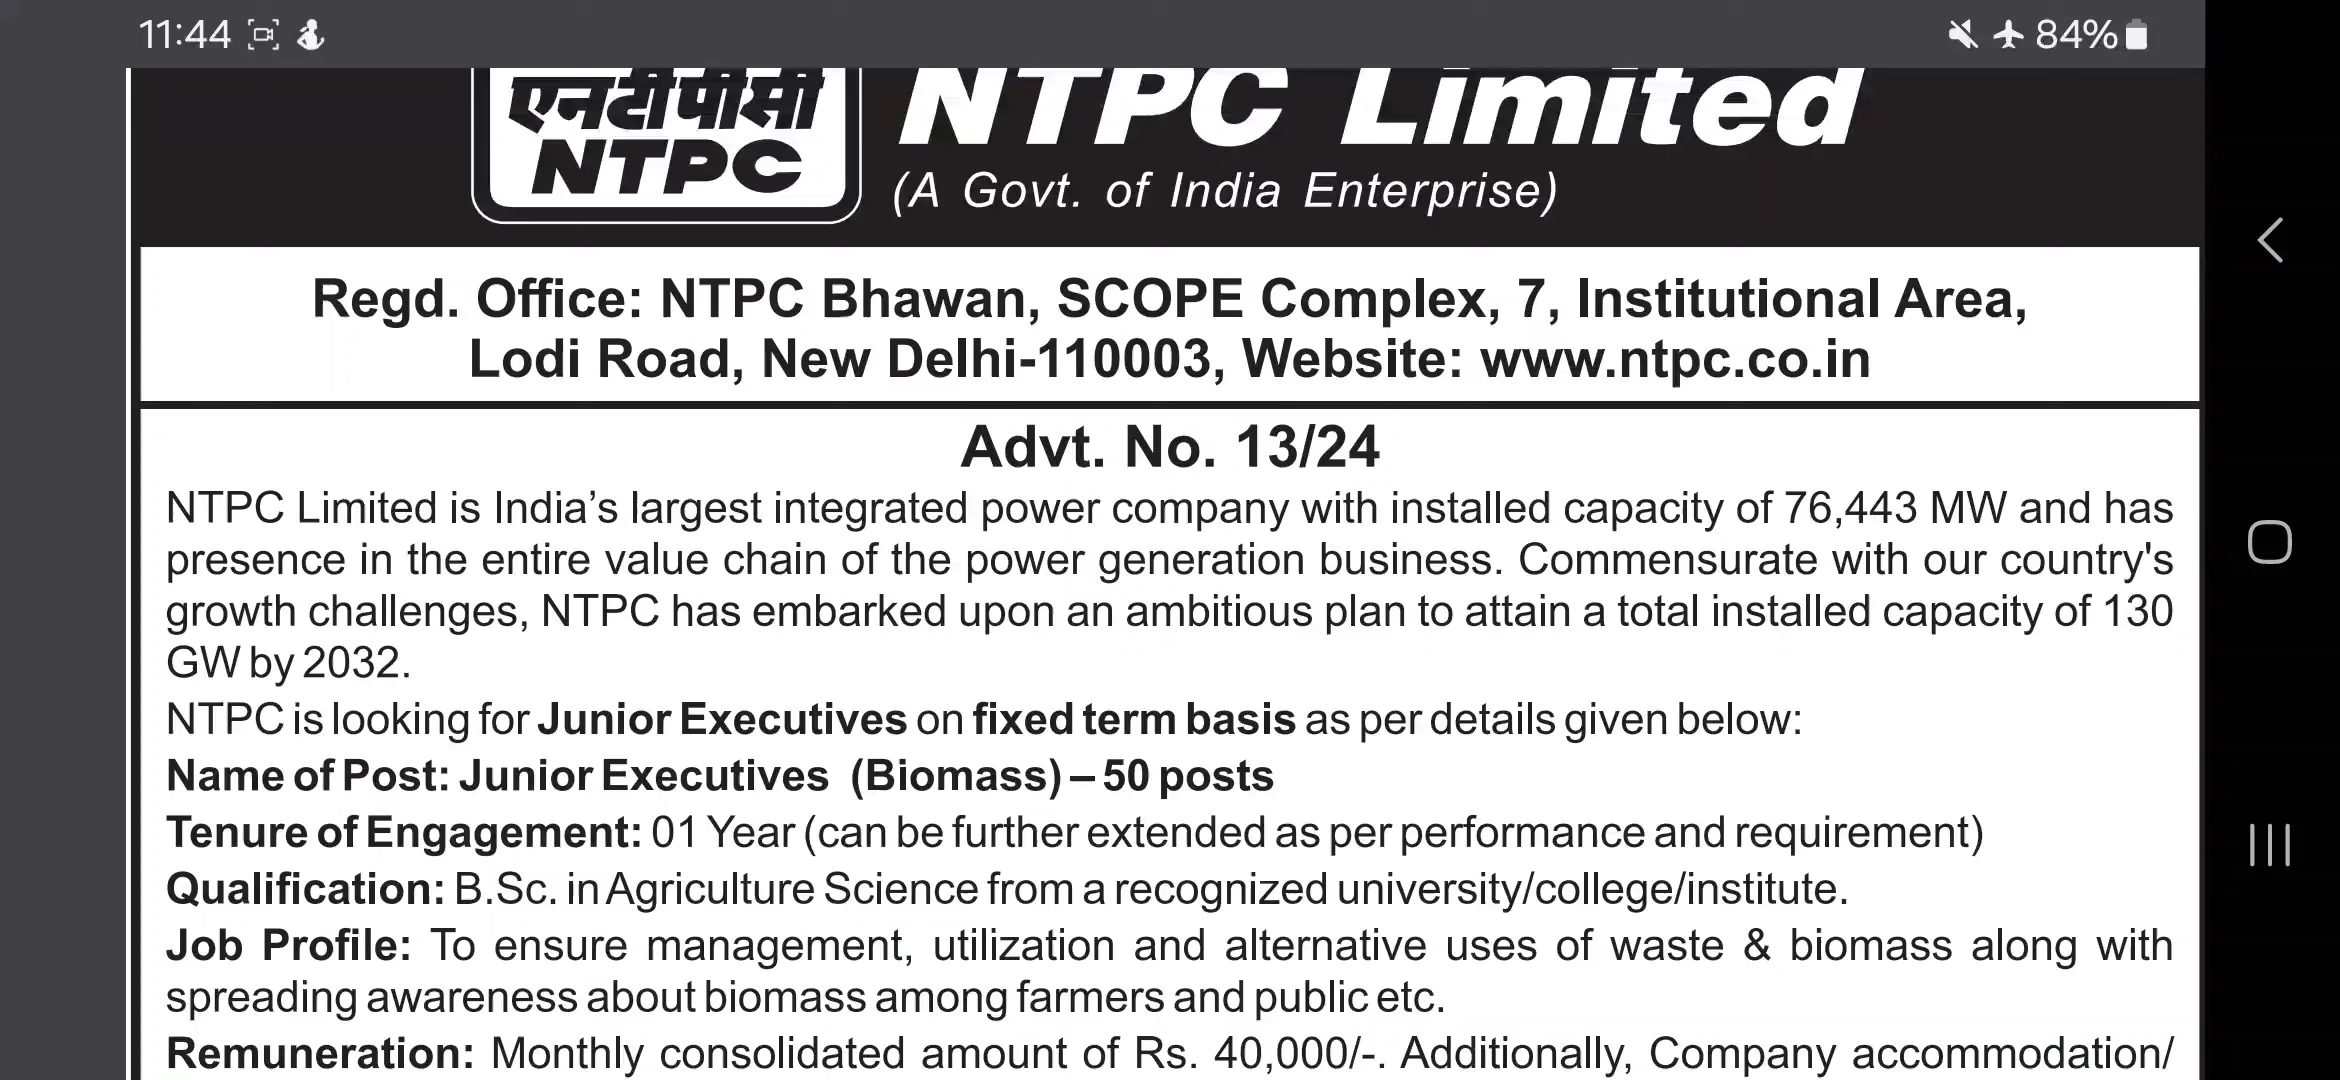 11:44 84%
एनटीपीसी
NTPC
NTPC Limited
(A Govt. of India Enterprise)
Regd. Office: NTPC Bhawan, SCOPE Complex, 7, Institutional Area,
Lodi Road, New Delhi-110003, Website: www.ntpc.co.in
Advt. No. 13/24
NTPC Limited is India’s largest integrated power company with installed capacity of 76,443 MW and has
presence in the entire value chain of the power generation business. Commensurate with our country's
growth challenges, NTPC has embarked upon an ambitious plan to attain a total installed capacity of 130
GW by 2032.
NTPC is looking for Junior Executives on fixed term basis as per details given below:
Name of Post: Junior Executives (Biomass) – 50 posts
Tenure of Engagement: 01 Year (can be further extended as per performance and requirement)
Qualification: B.Sc. in Agriculture Science from a recognized university/college/institute.
Job Profile: To ensure management, utilization and alternative uses of waste & biomass along with
spreading awareness about biomass among farmers and public etc.
Remuneration: Monthly consolidated amount of Rs. 40,000/-. Additionally, Company accommodation/